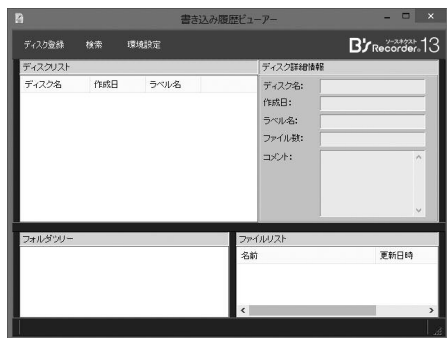 書き込み履歴ビューアー
ディスク登録 検索 環境設定
B's Recorder 13
ソースネクスト
ディスクリスト
ディスク名 作成日 ラベル名
ディスク詳細情報
ディスク名:
作成日:
ラベル名:
ファイル数:
コメント:
フォルダツリー
ファイルリスト
名前 更新日時